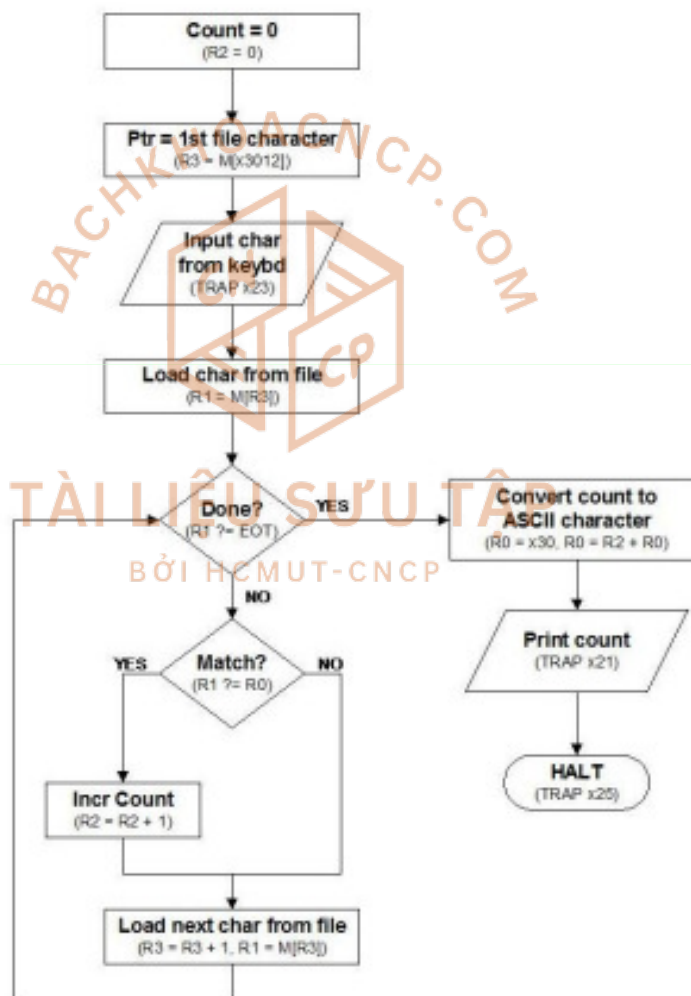 Count = 0
(R2 = 0)
Ptr = 1st file character
(R3 = M[x3012])
BACHKHOACNCP.COM
Input char
from keybd
(TRAP x23)
CP
Load char from file
(R1 = M[R3])
TÀI LIỆU SƯU TẬP
Done?
(R1 ?= EOT)
YES
Convert count to
ASCII character
(R0 = x30, R0 = R2 + R0)
BỞI HCMUT-CNCP
NO
Print count
(TRAP x21)
YES
Match?
(R1 ?= R0)
NO
HALT
(TRAP x25)
Incr Count
(R2 = R2 + 1)
Load next char from file
(R3 = R3 + 1, R1 = M[R3])